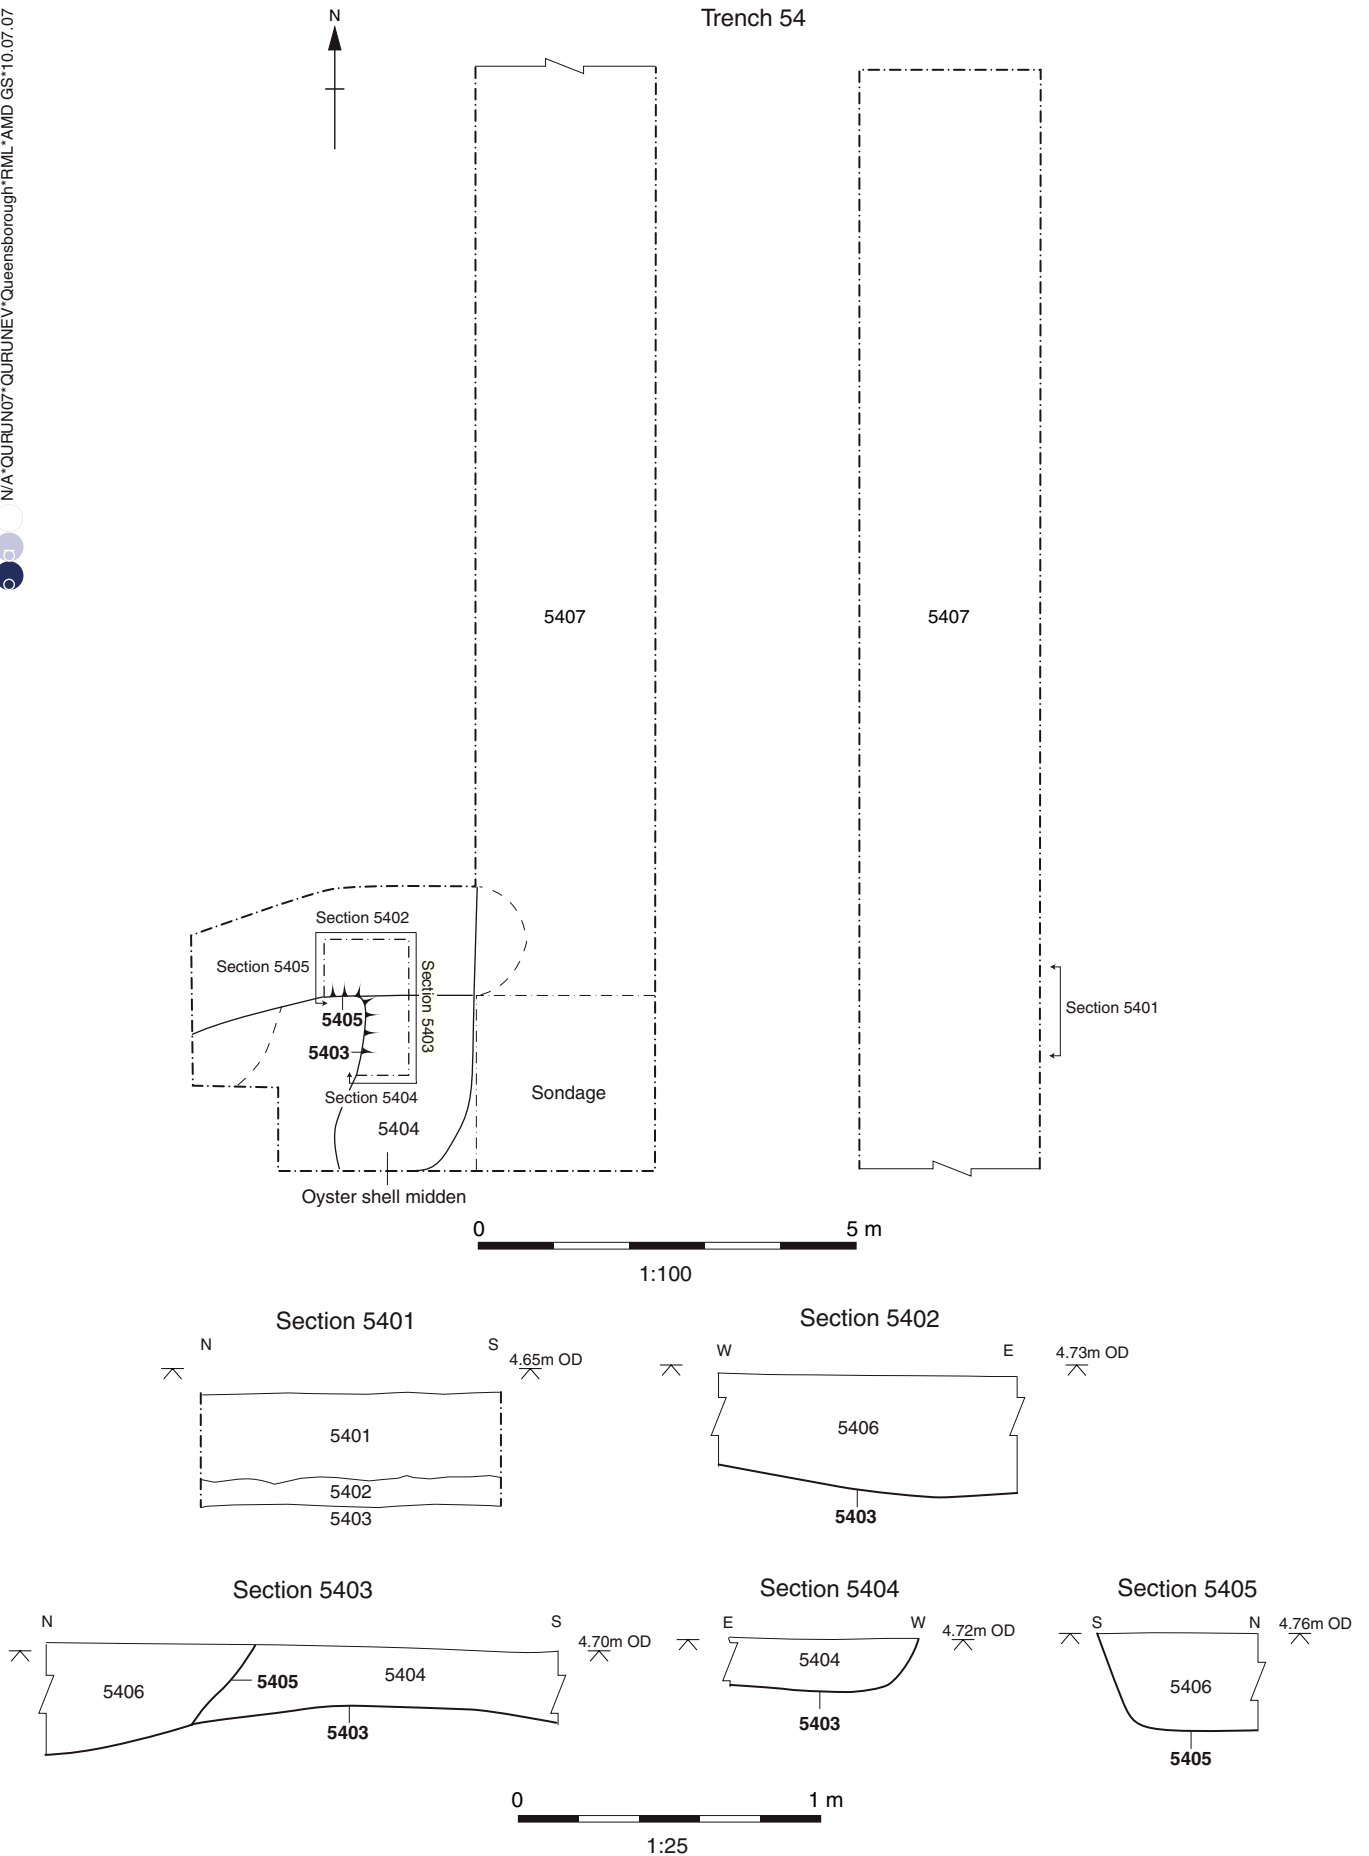 N/A*QURUN07*QURUNEV*Queensborough*RML*AMD GS*10.07.07
Trench 54
N
5407
5407
Section 5402
Section 5405
Section 5403
5405
5403
Section 5404
5404
Oyster shell midden
Sondage
Section 5401
0 5 m
1:100
Section 5401
N S
4.65m OD
5401
5402
5403
Section 5402
W E
4.73m OD
5406
5403
Section 5403
N S
4.70m OD
5406
5405
5404
5403
Section 5404
E W
4.72m OD
5404
5403
Section 5405
S N
4.76m OD
5406
5405
0 1 m
1:25